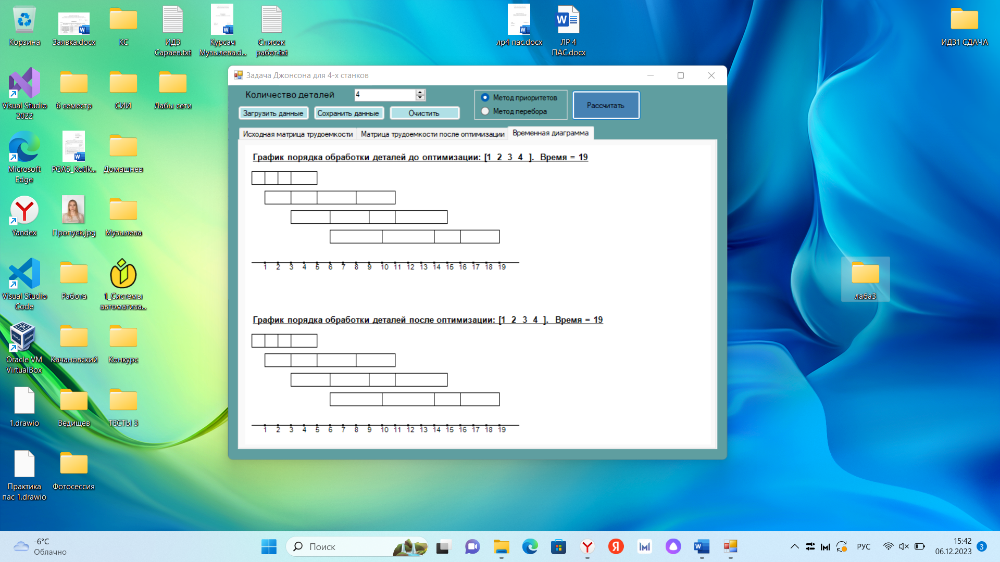 Корзина
Заявка.docx
КС
ИДЗ
Сараев.txt
Курсач
Музылева.d...
Список
работ.txt
лр4 пас.docx
ЛР 4
ПАС.docx
ИДЗ1 СДАЧА
Visual Studio
2022
6 семестр
СИИ
Лабы сети
Microsoft
Edge
PGAS_Kotik...
Домашнев
Yandex
Пропуск.jpg
Музылева
Visual Studio
Code
Работа
1_Системы
автоматиза...
Oracle VM
VirtualBox
Качановский
Конкурс
1.drawio
Ведищев
ТЕСТЫ 3
Практика
пас 1.drawio
Фотосессия
лаба3
Задача Джонсона для 4-х станков
Количество деталей
4
Метод приоритетов
Метод перебора
Рассчитать
Загрузить данные
Сохранить данные
Очистить
Исходная матрица трудоемкости
Матрица трудоемкости после оптимизации
Временная диаграмма
График порядка обработки деталей до оптимизации: [1 2 3 4 ]. Время = 19
1 2 3 4 5 6 7 8 9 10 11 12 13 14 15 16 17 18 19
График порядка обработки деталей после оптимизации: [1 2 3 4 ]. Время = 19
1 2 3 4 5 6 7 8 9 10 11 12 13 14 15 16 17 18 19
-6°C
Облачно
Поиск
РУС
15:42
06.12.2023
3